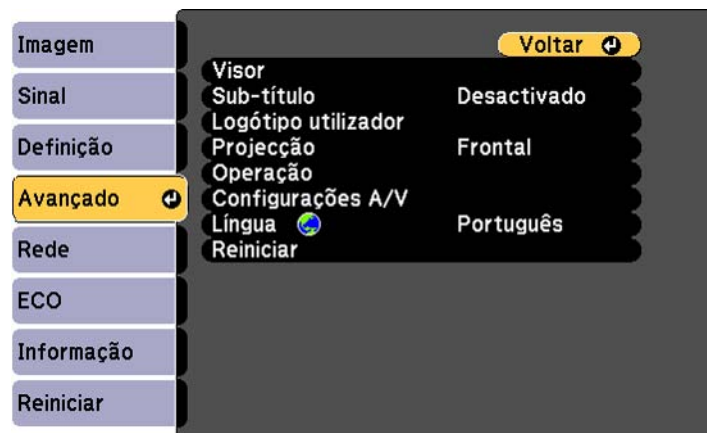 Imagem
Sinal
Definição
Avançado
Rede
ECO
Informação
Reiniciar
Voltar
Visor
Sub-título Desactivado
Logótipo utilizador
Projecção Frontal
Operação
Configurações A/V
Língua Português
Reiniciar